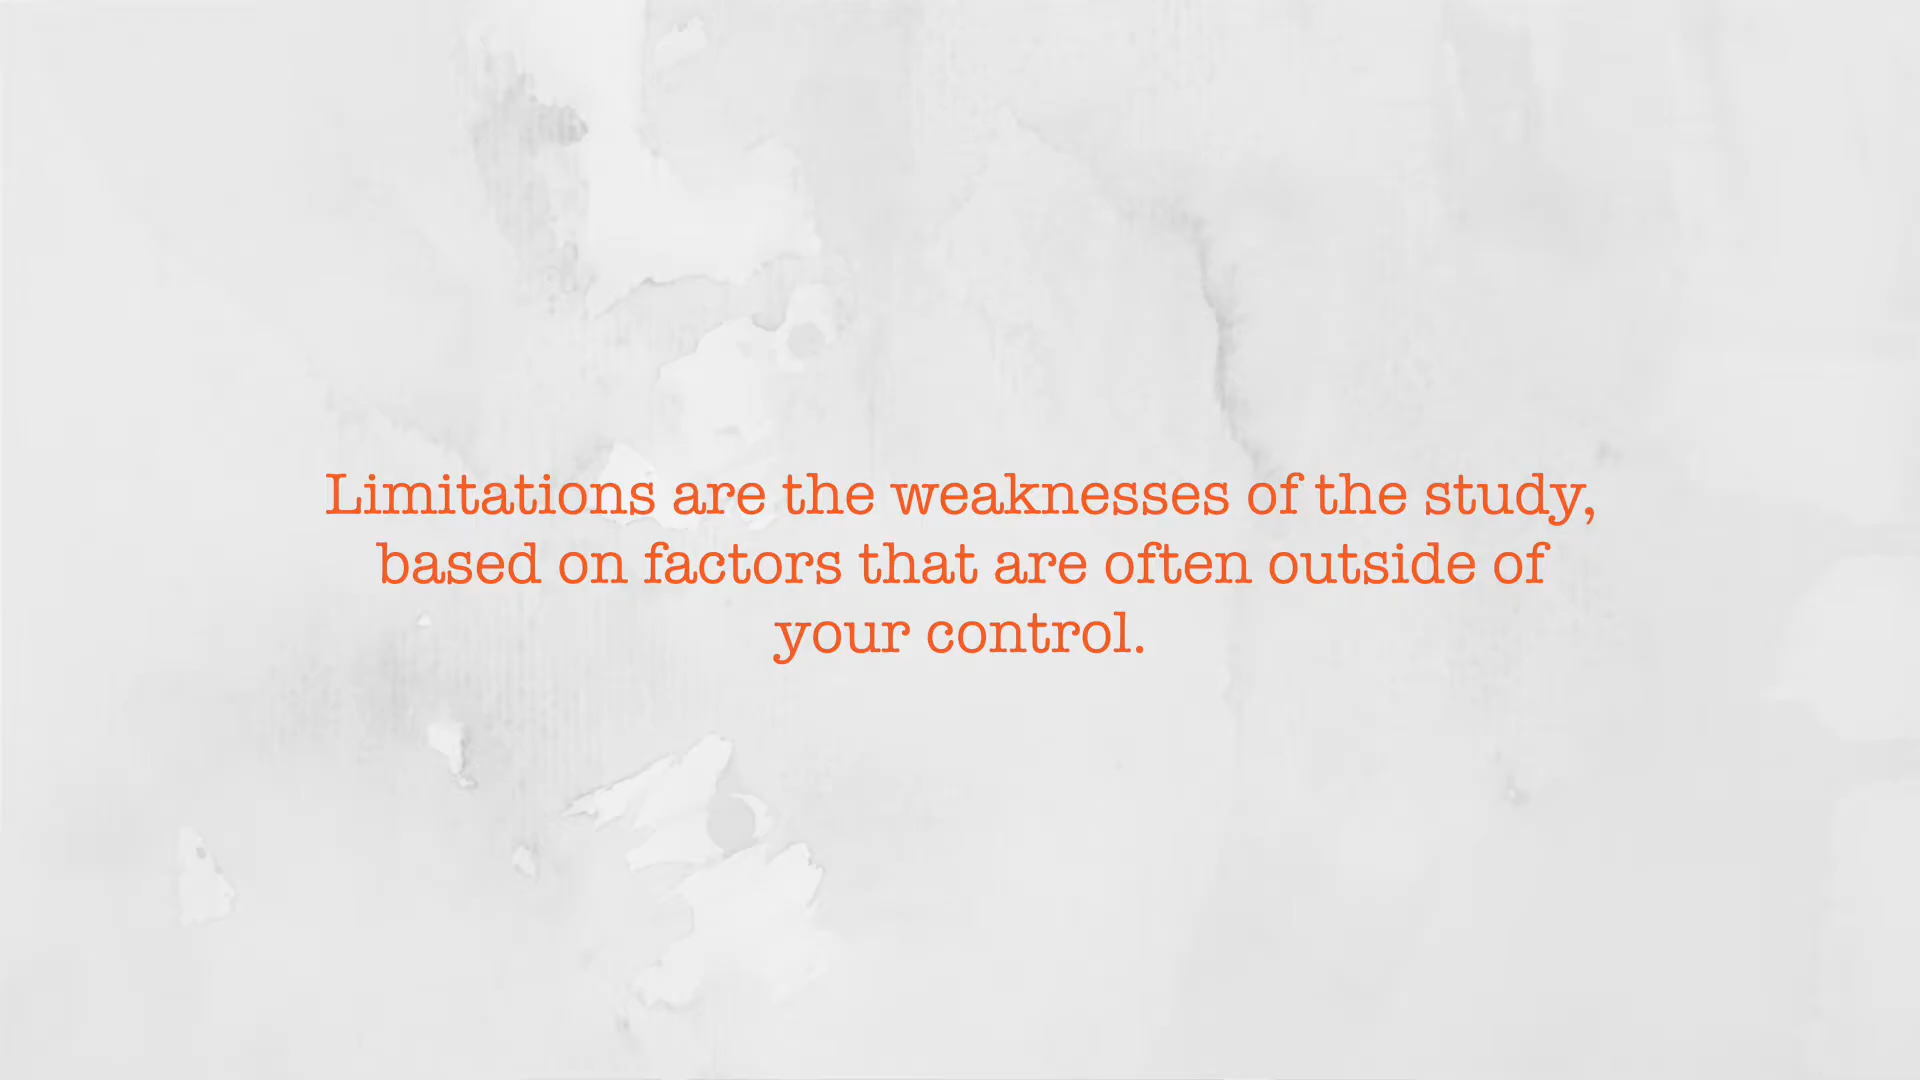 Limitations are the weaknesses of the study,
based on factors that are often outside of
your control.